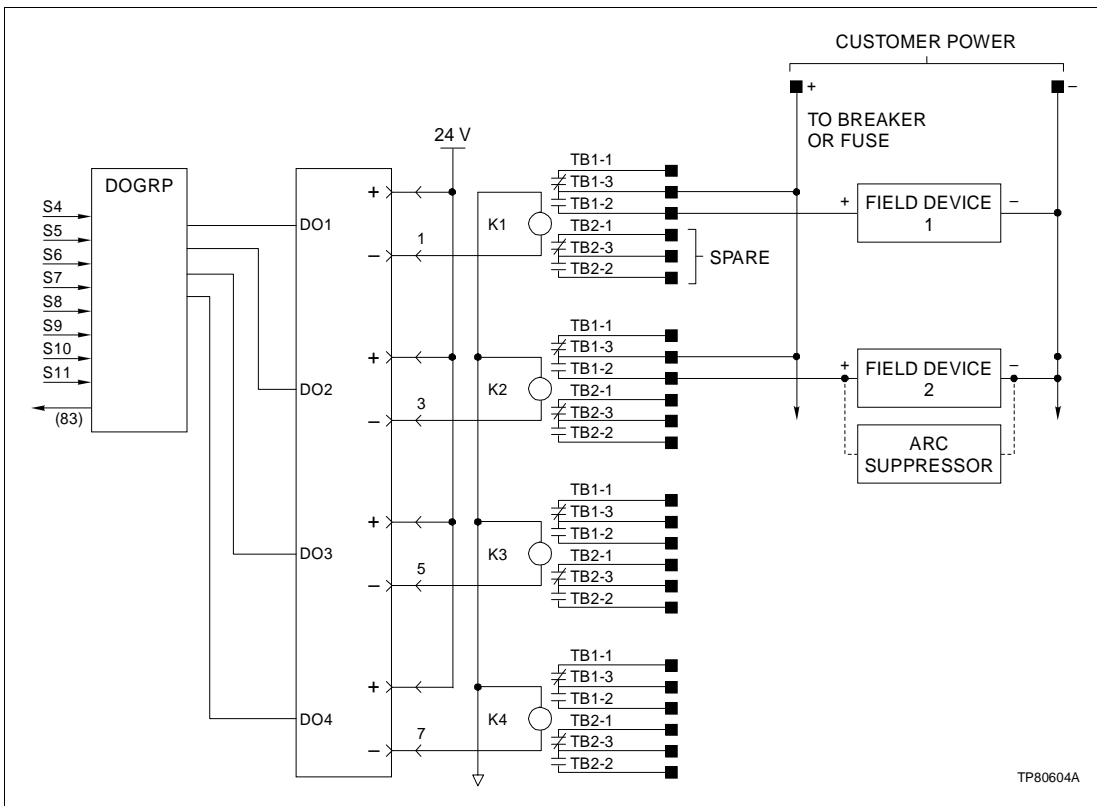 CUSTOMER POWER
+
–
TO BREAKER
OR FUSE
24 V
DOGRP
S4
S5
S6
S7
S8
S9
S10
S11
(83)
DO1
+
–
1
K1
TB1-1
TB1-3
TB1-2
TB2-1
TB2-3
TB2-2
SPARE
+
FIELD DEVICE
1
–
DO2
+
–
3
K2
TB1-1
TB1-3
TB1-2
TB2-1
TB2-3
TB2-2
+
FIELD DEVICE
2
–
ARC
SUPPRESSOR
DO3
+
–
5
K3
TB1-1
TB1-3
TB1-2
TB2-1
TB2-3
TB2-2
DO4
+
–
7
K4
TB1-1
TB1-3
TB1-2
TB2-1
TB2-3
TB2-2
TP80604A